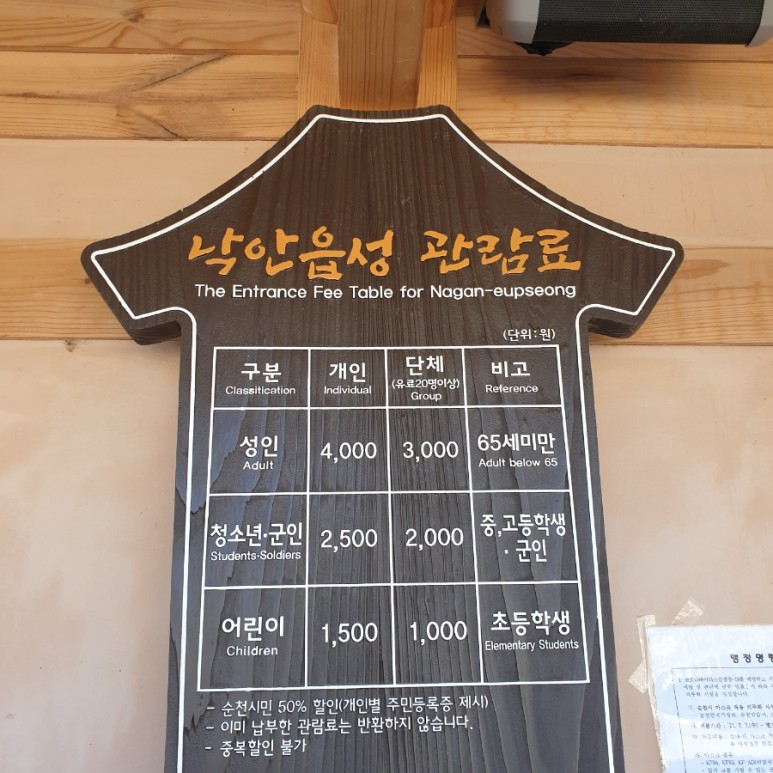 낙안읍성 관람료
The Entrance Fee Table for Nagan-eupseong
(단위:원)
구분 개인 단체 비고
(유료20명이상)
Classitication Individual Group Reference
성인 4,000 3,000 65세미만
Adult Adult below 65
청소년·군인 2,500 2,000 중,고등학생
Students·Soldiers · 군인
어린이 1,500 1,000 초등학생
Children Elementary Students
- 순천시민 50% 할인(개인별 주민등록증 제시)
- 이미 납부한 관람료는 반환하지 않습니다.
- 중복할인 불가
행정명령